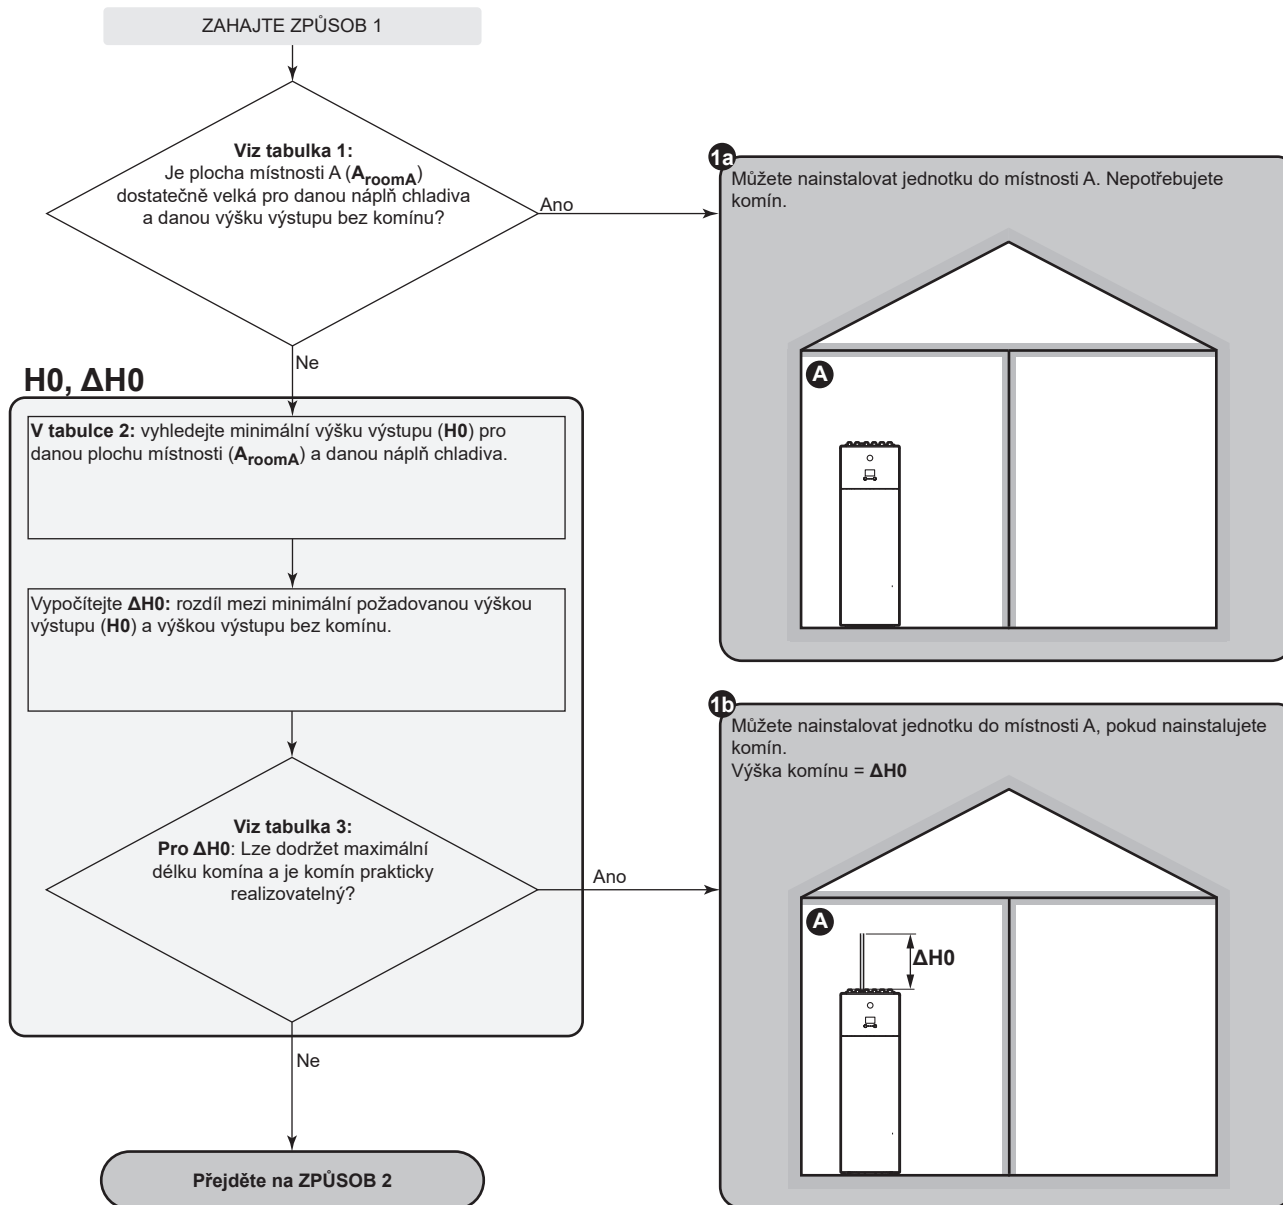 ZAHAJTE ZPŮSOB 1
Viz tabulka 1:
Je plocha místnosti A (AroomA)
dostatečně velká pro danou náplň chladiva
a danou výšku výstupu bez komínu?
Ano
1a
Můžete nainstalovat jednotku do místnosti A. Nepotřebujete
komín.
A
Ne
H0, ΔH0
V tabulce 2: vyhledejte minimální výšku výstupu (H0) pro
danou plochu místnosti (AroomA) a danou náplň chladiva.
Vypočítejte ΔH0: rozdíl mezi minimální požadovanou výškou
výstupu (H0) a výškou výstupu bez komínu.
Viz tabulka 3:
Pro ΔH0: Lze dodržet maximální
délku komína a je komín prakticky
realizovatelný?
Ano
1b
Můžete nainstalovat jednotku do místnosti A, pokud nainstalujete
komín.
Výška komínu = ΔH0
A
ΔH0
Ne
Přejděte na ZPŮSOB 2